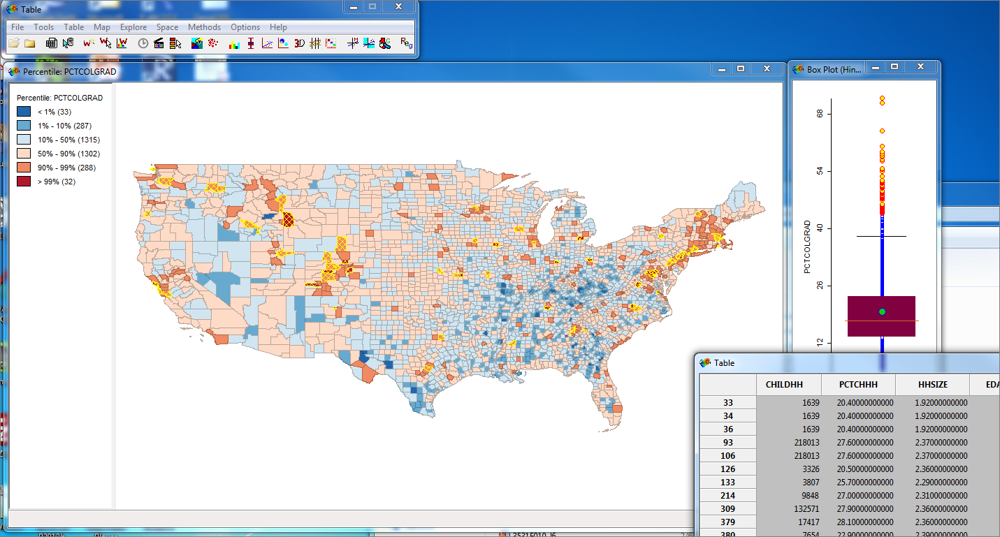 Table
File Tools Table Map Explore Space Methods Options Help
W W W 3D Reg
Percentile: PCTCOLGRAD
Percentile: PCTCOLGRAD
< 1% (33)
1% - 10% (287)
10% - 50% (1315)
50% - 90% (1302)
90% - 99% (288)
> 99% (32)
Box Plot (Hin...
68
54
40
26
12
PCTCOLGRAD
Table
CHILDHH PCTCHHH HHSIZE
33 1639 20.40000000000 1.92000000000
34 1639 20.40000000000 1.92000000000
36 1639 20.40000000000 1.92000000000
93 218013 27.60000000000 2.37000000000
106 218013 27.60000000000 2.37000000000
126 3326 20.50000000000 2.36000000000
133 3807 25.70000000000 2.29000000000
214 9848 27.00000000000 2.31000000000
309 132571 27.90000000000 2.36000000000
379 17417 28.10000000000 2.36000000000
380 7654 22.90000000000 2.39000000000